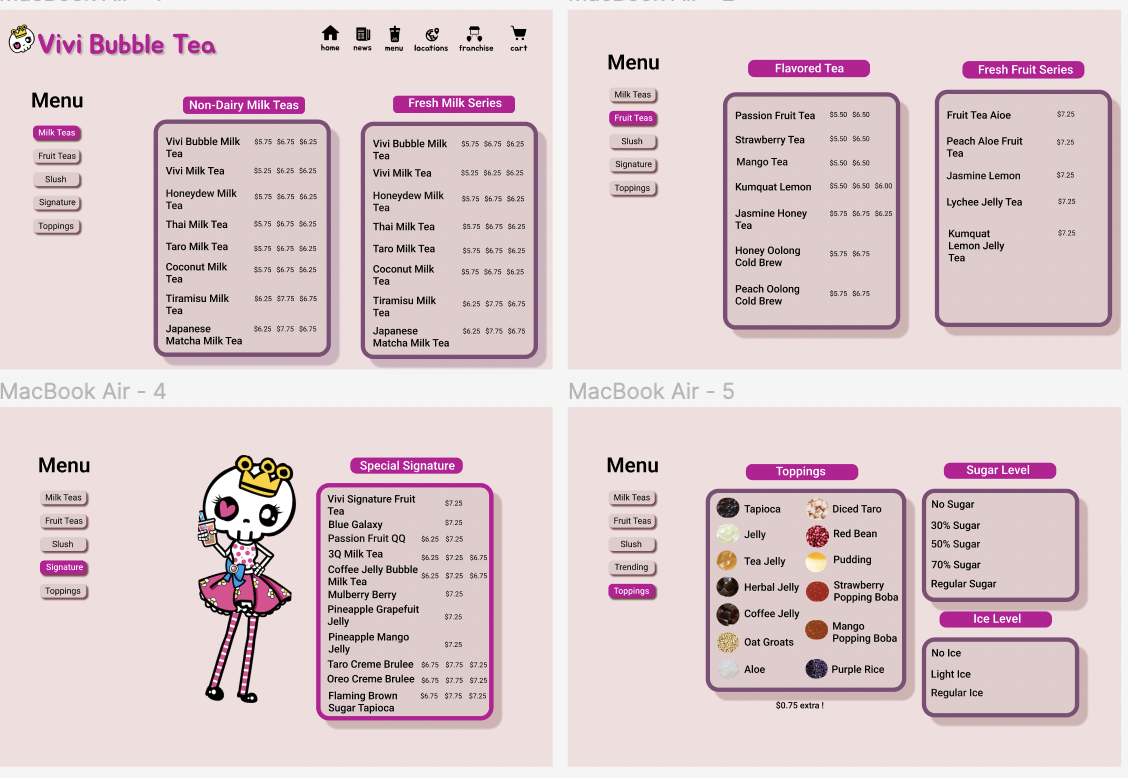 Vivi Bubble Tea
home
news
menu
locations
franchise
cart
Menu
Milk Teas
Fruit Teas
Slush
Signature
Toppings
Non-Dairy Milk Teas
Vivi Bubble Milk
Tea
$5.75 $6.75 $6.25
Vivi Milk Tea
$5.25 $6.25 $6.25
Honeydew Milk
Tea
$5.75 $6.75 $6.25
Thai Milk Tea
$5.75 $6.75 $6.25
Taro Milk Tea
$5.75 $6.75 $6.25
Coconut Milk
Tea
$5.75 $6.75 $6.25
Tiramisu Milk
Tea
$6.25 $7.75 $6.75
Japanese
Matcha Milk Tea
$6.25 $7.75 $6.75
Fresh Milk Series
Vivi Bubble Milk
Tea
$5.75 $6.75 $6.25
Vivi Milk Tea
$5.25 $6.25 $6.25
Honeydew Milk
Tea
$5.75 $6.75 $6.25
Thai Milk Tea
$5.75 $6.75 $6.25
Taro Milk Tea
$5.75 $6.75 $6.25
Coconut Milk
Tea
$5.75 $6.75 $6.25
Tiramisu Milk
Tea
$6.25 $7.75 $6.75
Japanese
Matcha Milk Tea
$6.25 $7.75 $6.75
Menu
Milk Teas
Fruit Teas
Slush
Signature
Toppings
Flavored Tea
Passion Fruit Tea
$5.50 $6.50
Strawberry Tea
$5.50 $6.50
Mango Tea
$5.50 $6.50
Kumquat Lemon
$5.50 $6.50 $6.00
Jasmine Honey
Tea
$5.75 $6.75 $6.25
Honey Oolong
Cold Brew
$5.75 $6.75
Peach Oolong
Cold Brew
$5.75 $6.75
Fresh Fruit Series
Fruit Tea Aioe
$7.25
Peach Aloe Fruit
Tea
$7.25
Jasmine Lemon
$7.25
Lychee Jelly Tea
$7.25
Kumquat
Lemon Jelly
Tea
$7.25
MacBook Air - 4
Menu
Milk Teas
Fruit Teas
Slush
Signature
Toppings
Special Signature
Vivi Signature Fruit
Tea
$7.25
Blue Galaxy
$7.25
Passion Fruit QQ
$6.25 $7.25
3Q Milk Tea
$6.25 $7.25 $6.75
Coffee Jelly Bubble
Milk Tea
$6.25 $7.25 $6.75
Mulberry Berry
$7.25
Pineapple Grapefuit
Jelly
$7.25
Pineapple Mango
Jelly
$7.25
Taro Creme Brulee
$6.75 $7.75 $7.25
Oreo Creme Brulee
$6.75 $7.75 $7.25
Flaming Brown
Sugar Tapioca
$6.75 $7.75 $7.25
MacBook Air - 5
Menu
Milk Teas
Fruit Teas
Slush
Trending
Toppings
Toppings
Tapioca
Jelly
Tea Jelly
Herbal Jelly
Coffee Jelly
Oat Groats
Aloe
Diced Taro
Red Bean
Pudding
Strawberry
Popping Boba
Mango
Popping Boba
Purple Rice
$0.75 extra !
Sugar Level
No Sugar
30% Sugar
50% Sugar
70% Sugar
Regular Sugar
Ice Level
No Ice
Light Ice
Regular Ice